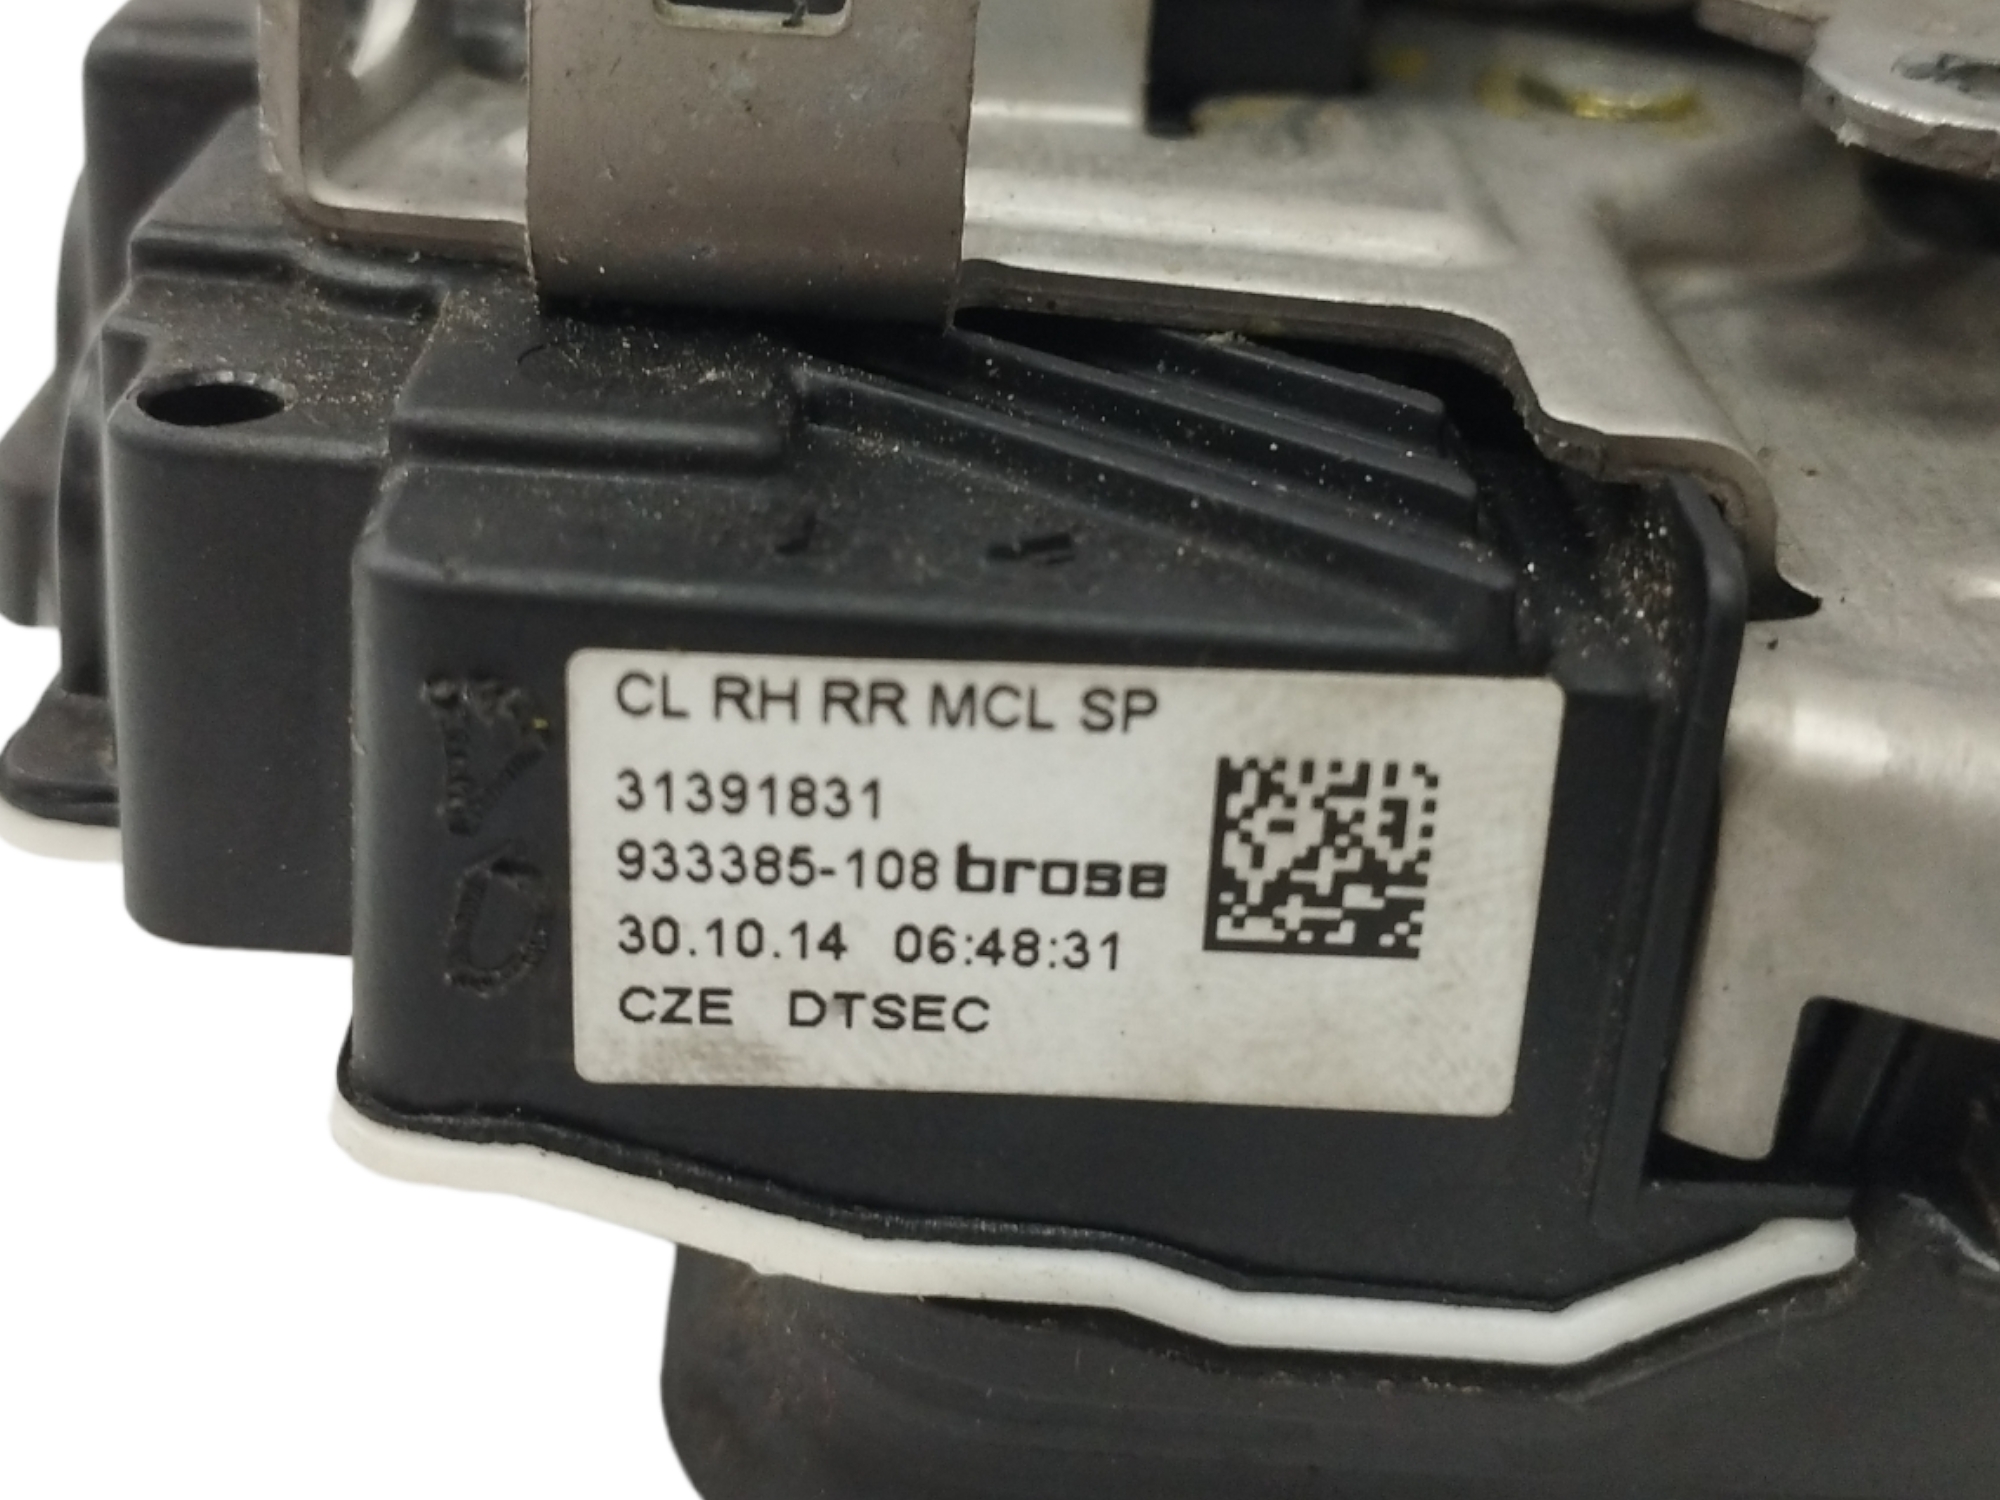 CL RH RR MCL SP
31391831
933385-108 brose
30.10.14 06:48:31
CZE DTSEC